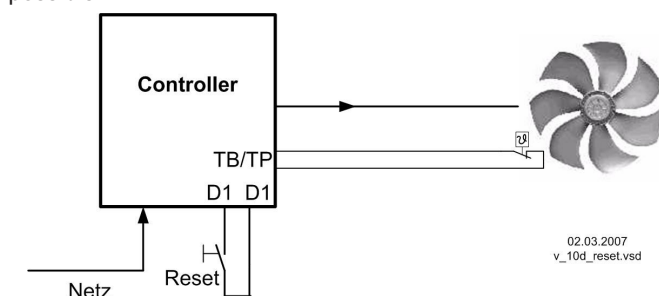 Controller
ϑ
TB/TP
D1 D1
Reset
Netz
02.03.2007
v_10d_reset.vsd